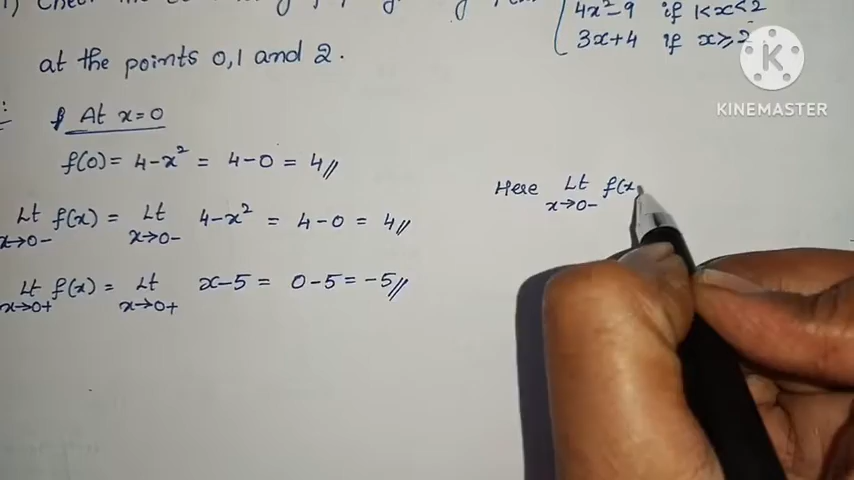 4x²-9 if 1<x<2
at the points 0,1 and 2.
3x+4 if x≥2
KINEMASTER
At x=0
f(0)= 4-x² = 4-0 = 4//
Here Lt f(x
x→0-
Lt f(x) = Lt 4-x² = 4-0 = 4//
x→0- x→0-
Lt f(x) = Lt x-5 = 0-5 = -5//
x→0+ x→0+